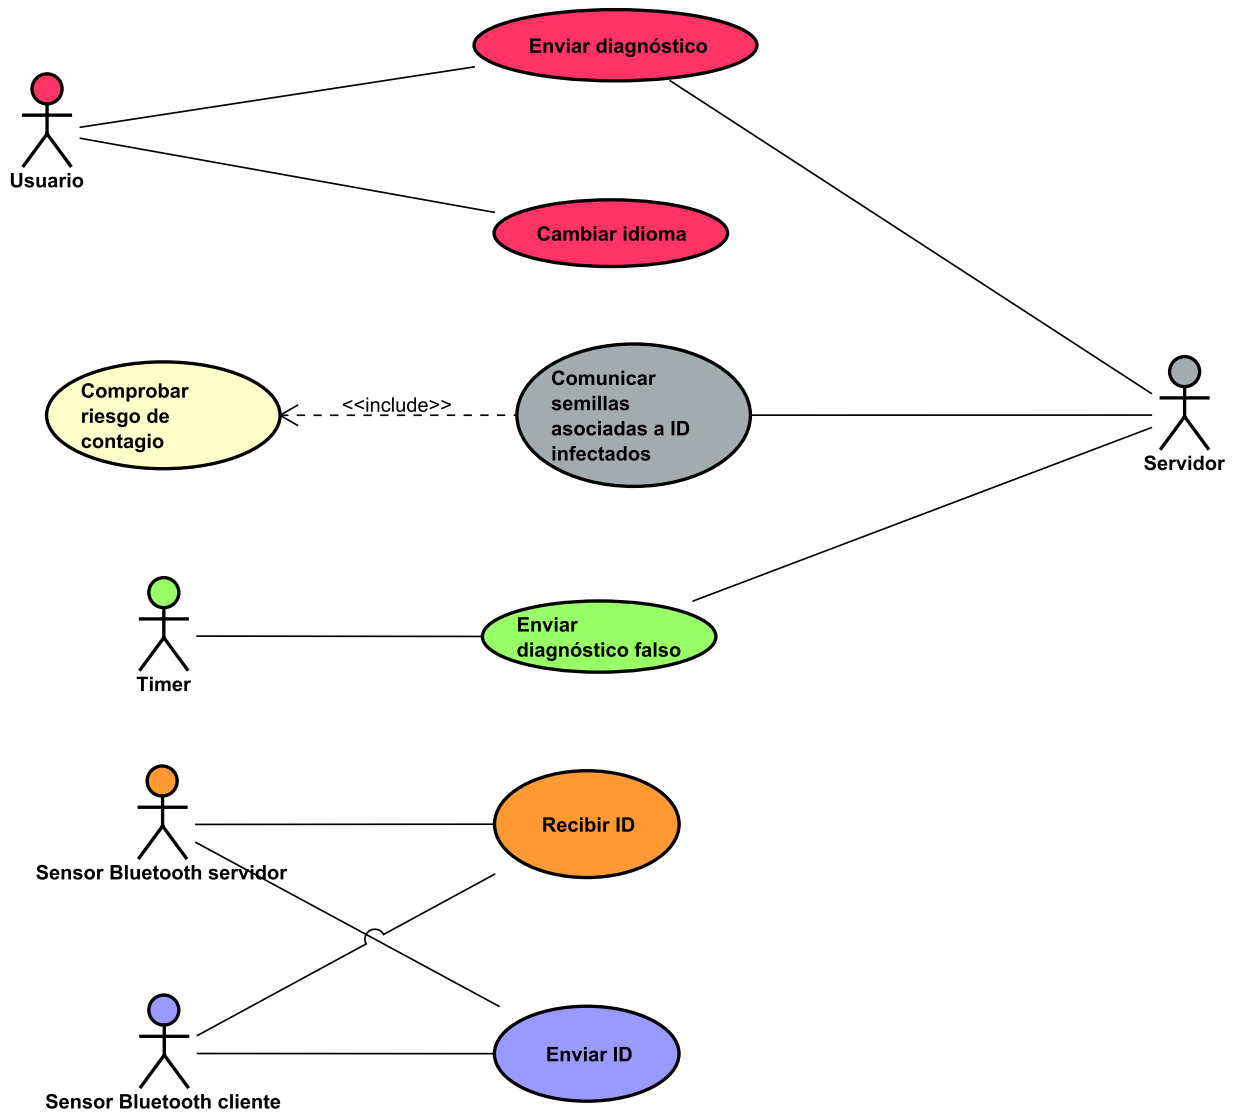 Enviar diagnóstico
Usuario
Cambiar idioma
Comprobar
riesgo de
contagio
<<include>>
Comunicar
semillas
asociadas a ID
infectados
Servidor
Timer
Enviar
diagnóstico falso
Sensor Bluetooth servidor
Recibir ID
Sensor Bluetooth cliente
Enviar ID